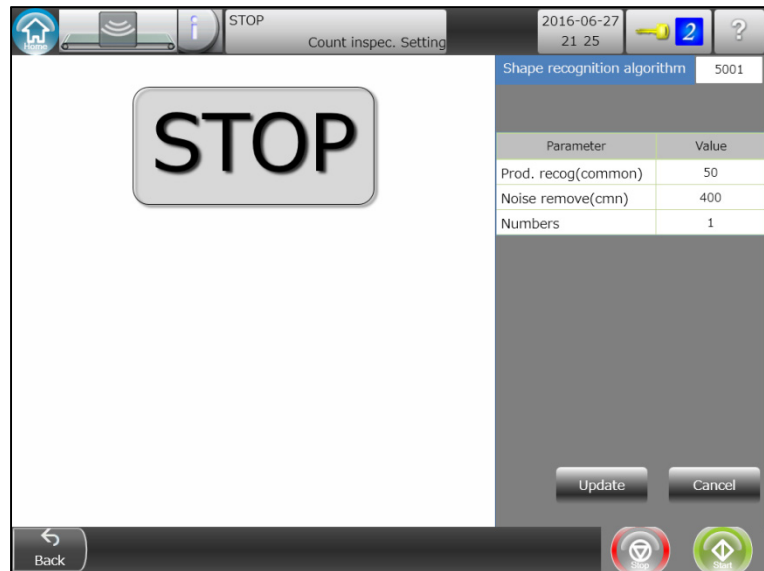 Home
i
STOP
Count inspec. Setting
2016-06-27
21 25
2
?
Shape recognition algorithm 5001
STOP
Parameter Value
Prod. recog(common) 50
Noise remove(cmn) 400
Numbers 1
Update Cancel
Back
Stop
Start